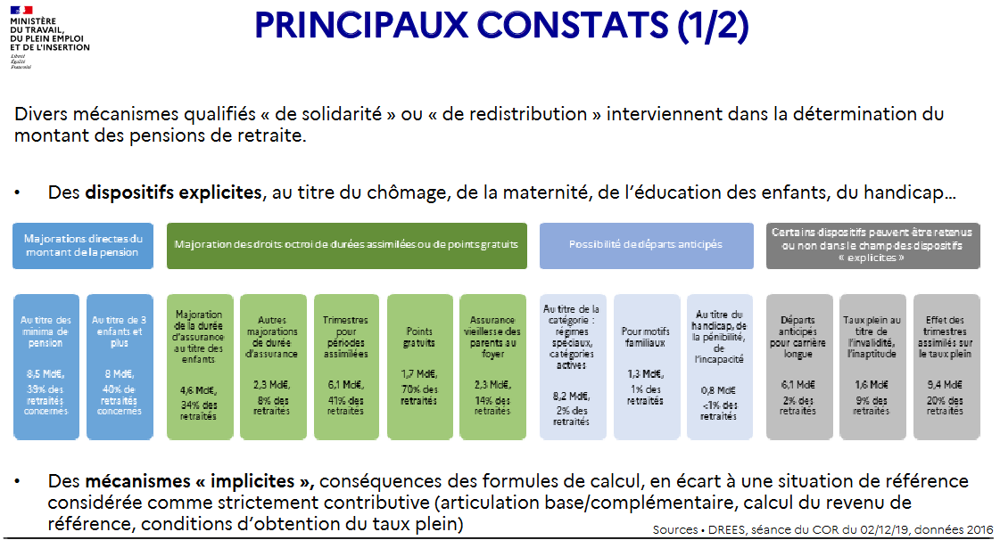 MINISTÈRE
DU TRAVAIL,
DU PLEIN EMPLOI
ET DE L'INSERTION
Liberté
Égalité
Fraternité
PRINCIPAUX CONSTATS (1/2)
Divers mécanismes qualifiés « de solidarité » ou « de redistribution » interviennent dans la détermination du
montant des pensions de retraite.
• Des dispositifs explicites, au titre du chômage, de la maternité, de l'éducation des enfants, du handicap…
Majorations directes du
montant de la pension
Au titre des
minima de
pension
8,5 Md€,
39% des
retraités
concernés
Au titre de 3
enfants et
plus
8 Md€,
40% de
retraités
concernés
Majoration des droits octroi de durées assimilées ou de points gratuits
Majoration
de la durée
d'assurance
au titre des
enfants
4,6 Md€,
34% des
retraités
Autres
majorations
de durée
d'assurance
2,3 Md€,
8% des
retraités
Trimestres
pour
périodes
assimilées
6,1 Md€,
41% des
retraités
Points
gratuits
1,7 Md€,
70% des
retraités
Assurance
vieillesse des
parents au
foyer
2,3 Md€,
14% des
retraités
Possibilité de départs anticipés
Au titre de la
catégorie :
régimes
spéciaux,
catégories
actives
8,2 Md€,
2% des
retraités
Pour motifs
familiaux
1,3 Md€,
1% des
retraités
Au titre du
handicap, de
la pénibilité,
de
l'incapacité
0,8 Md€
<1% des
retraités
Certains dispositifs peuvent être retenus
ou non dans le champ des dispositifs
« explicites »
Départs
anticipés
pour carrière
longue
6,1 Md€
2% des
retraités
Taux plein au
titre de
l'invalidité,
l'inaptitude
1,6 Md€
9% des
retraités
Effet des
trimestres
assimilés sur
le taux plein
9,4 Md€
20% des
retraités
• Des mécanismes « implicites », conséquences des formules de calcul, en écart à une situation de référence
considérée comme strictement contributive (articulation base/complémentaire, calcul du revenu de
référence, conditions d'obtention du taux plein)
Sources • DREES, séance du COR du 02/12/19, données 2016